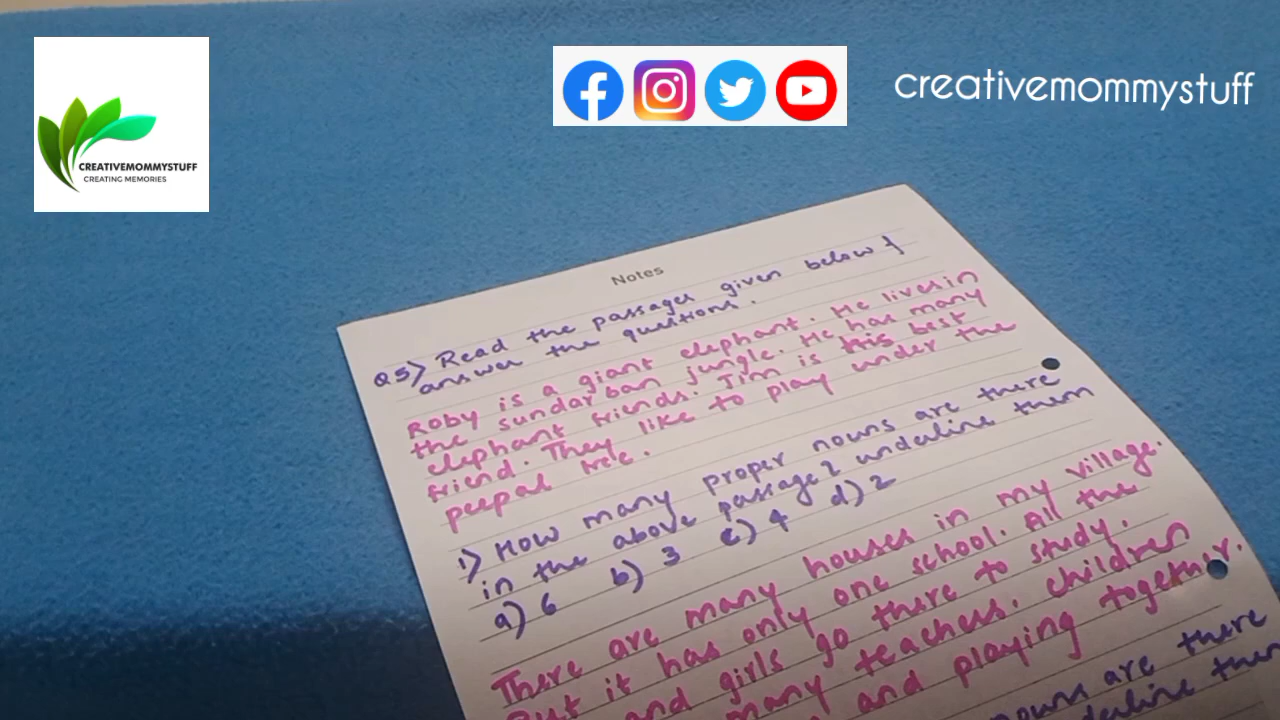 CREATIVEMOMMYSTUFF
CREATING MEMORIES
creativemommystuff
Notes
Q5) Read the passages given below &
answer the questions.
Roby is a giant elephant. He lives in
the sundarban jungle. He has many
elephant friends. Jim is his best
friend. They like to play under the
peepal tree.
1) How many proper nouns are there
in the above passage? underline them
a) 6 b) 3 c) 4 d) 2
There are many houses in my village.
But it has only one school. All the
and girls go there to study.
many teachers. children
and playing together.
nouns are there
underline them